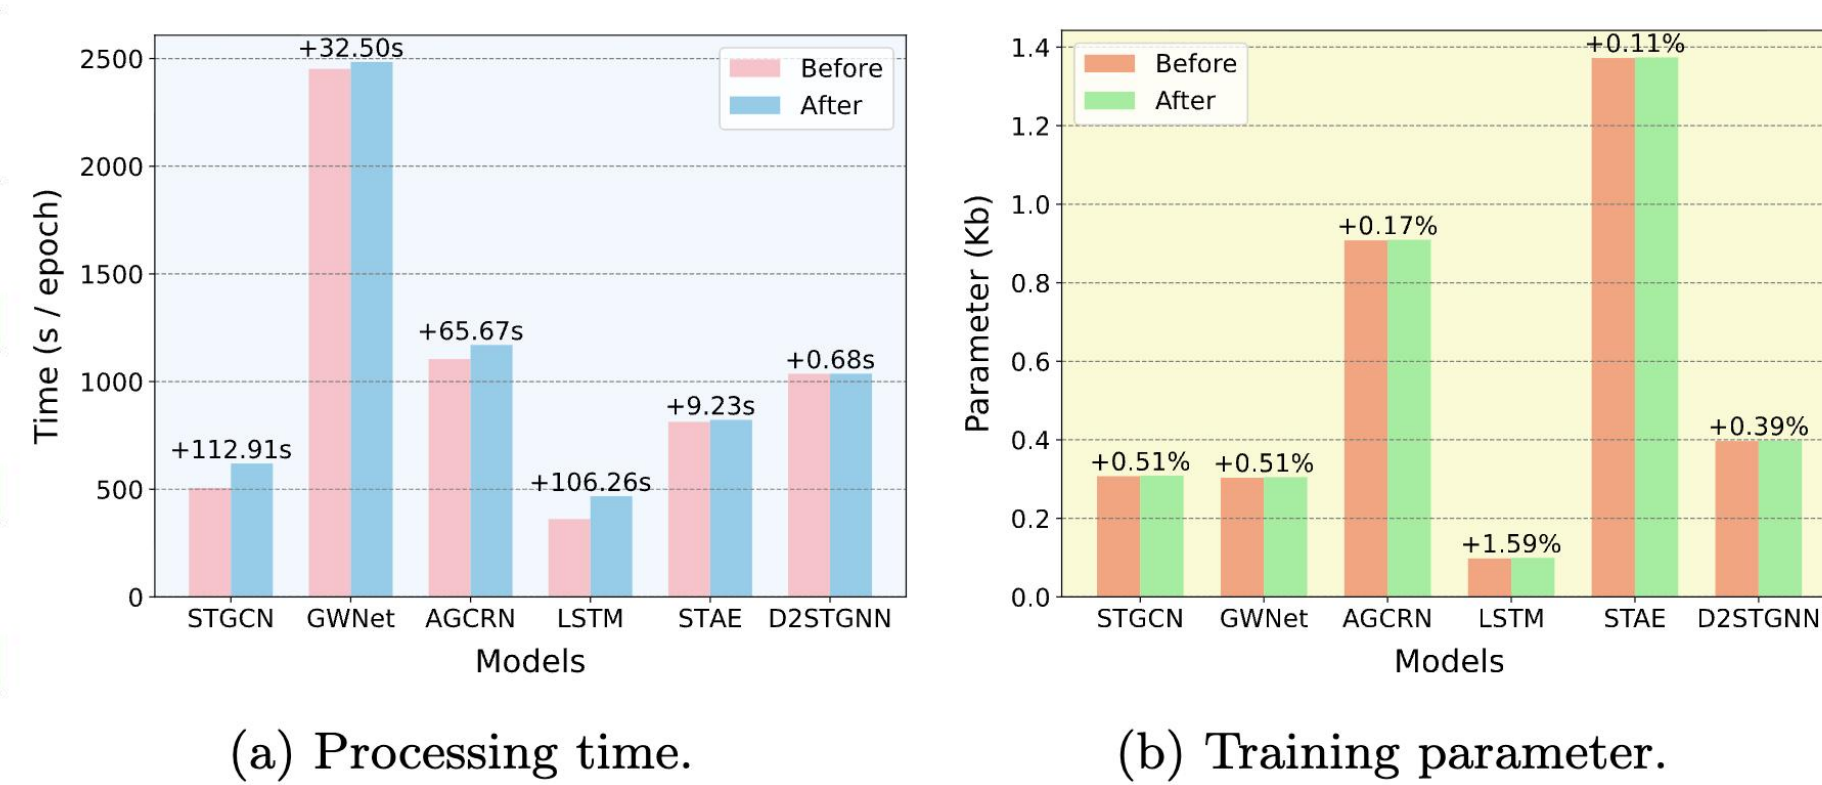 Time (s / epoch)
2500
2000
1500
1000
500
0
+112.91s
+32.50s
+65.67s
+106.26s
+9.23s
+0.68s
Before
After
STGCN GWNet AGCRN LSTM STAE D2STGNN
Models
(a) Processing time.
Parameter (Kb)
1.4
1.2
1.0
0.8
0.6
0.4
0.2
0.0
Before
After
+0.51%
+0.51%
+0.17%
+1.59%
+0.11%
+0.39%
STGCN GWNet AGCRN LSTM STAE D2STGNN
Models
(b) Training parameter.